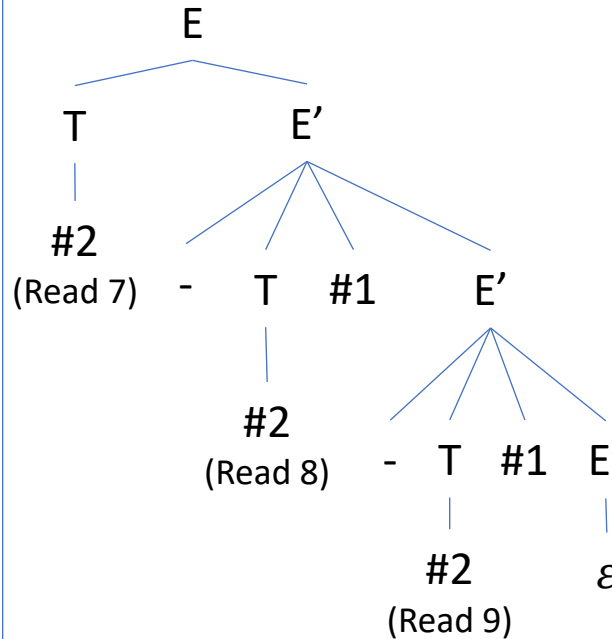 E
T E’
#2
(Read 7) - T #1 E’
#2
(Read 8) - T #1 E
#2 ε
(Read 9)